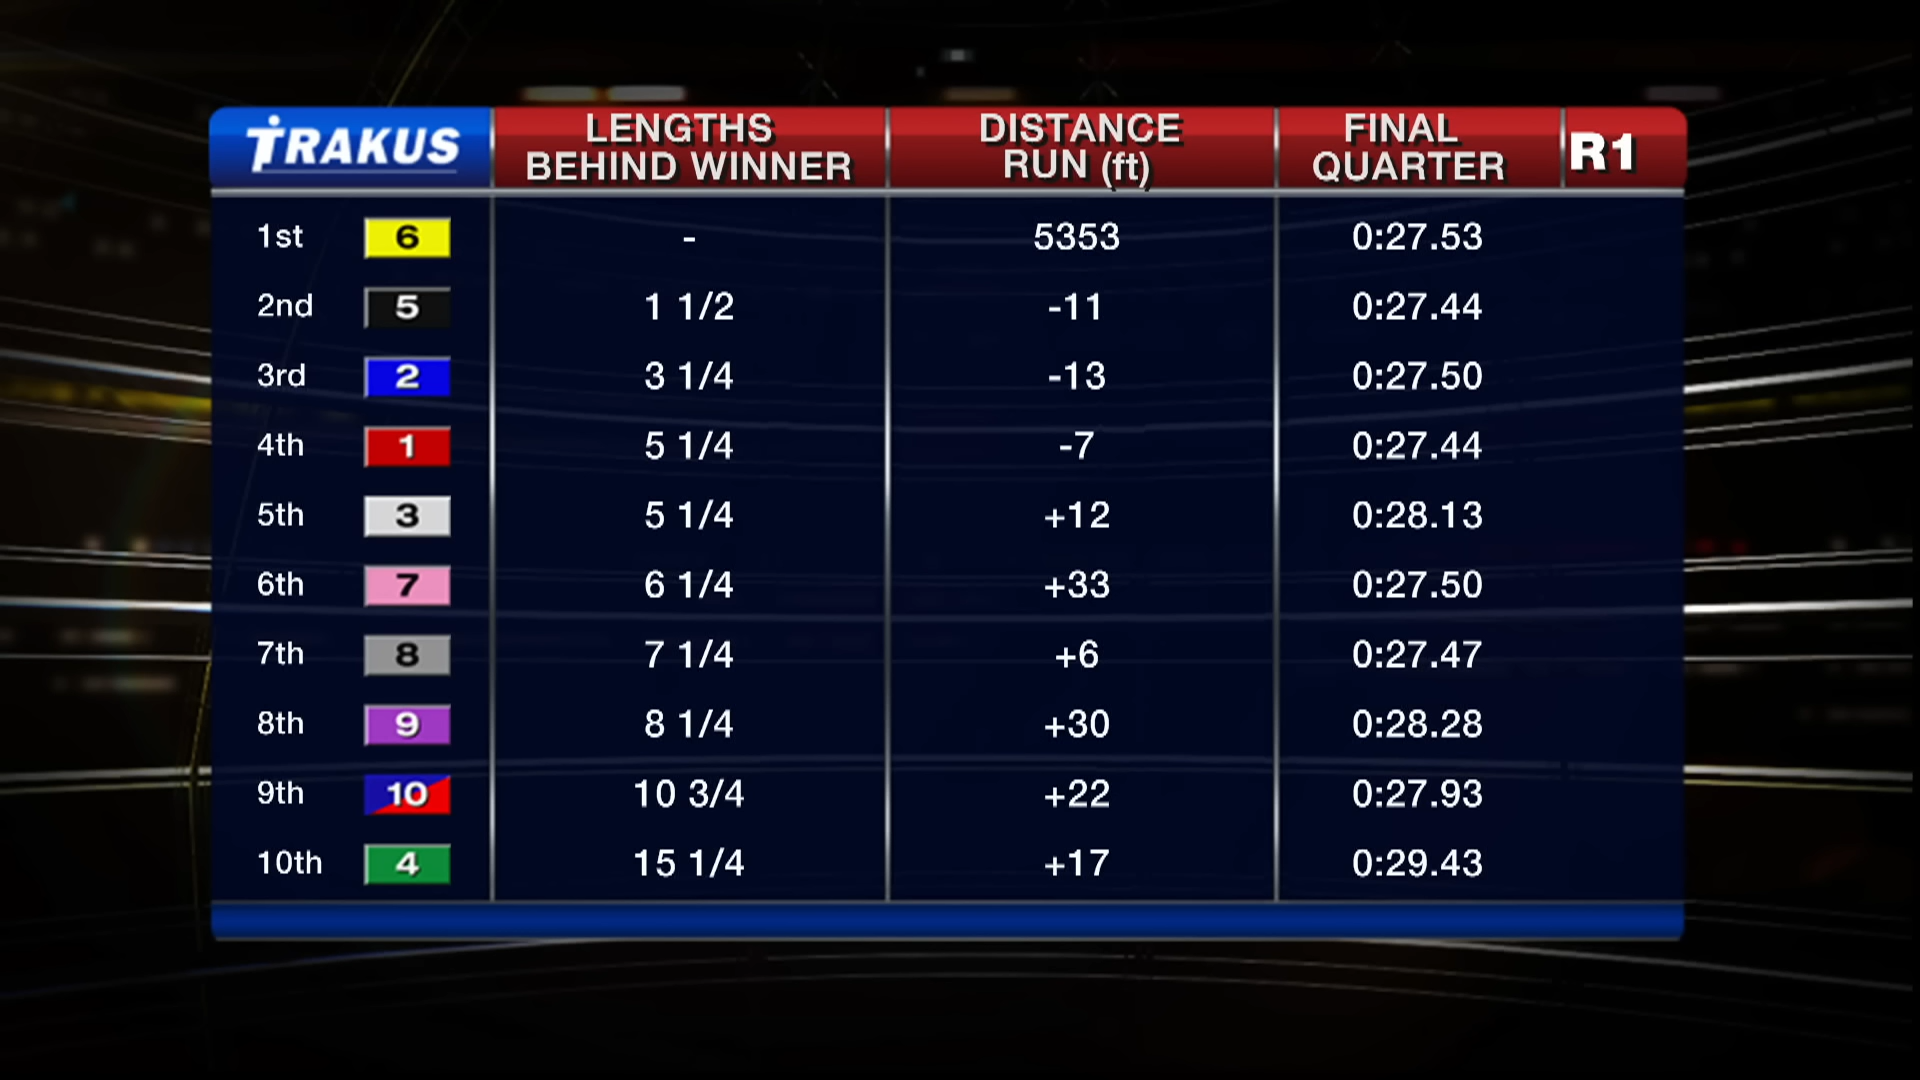 TRAKUS LENGTHS BEHIND WINNER DISTANCE RUN (ft) FINAL QUARTER R1
1st 6 - 5353 0:27.53
2nd 5 1 1/2 -11 0:27.44
3rd 2 3 1/4 -13 0:27.50
4th 1 5 1/4 -7 0:27.44
5th 3 5 1/4 +12 0:28.13
6th 7 6 1/4 +33 0:27.50
7th 8 7 1/4 +6 0:27.47
8th 9 8 1/4 +30 0:28.28
9th 10 10 3/4 +22 0:27.93
10th 4 15 1/4 +17 0:29.43